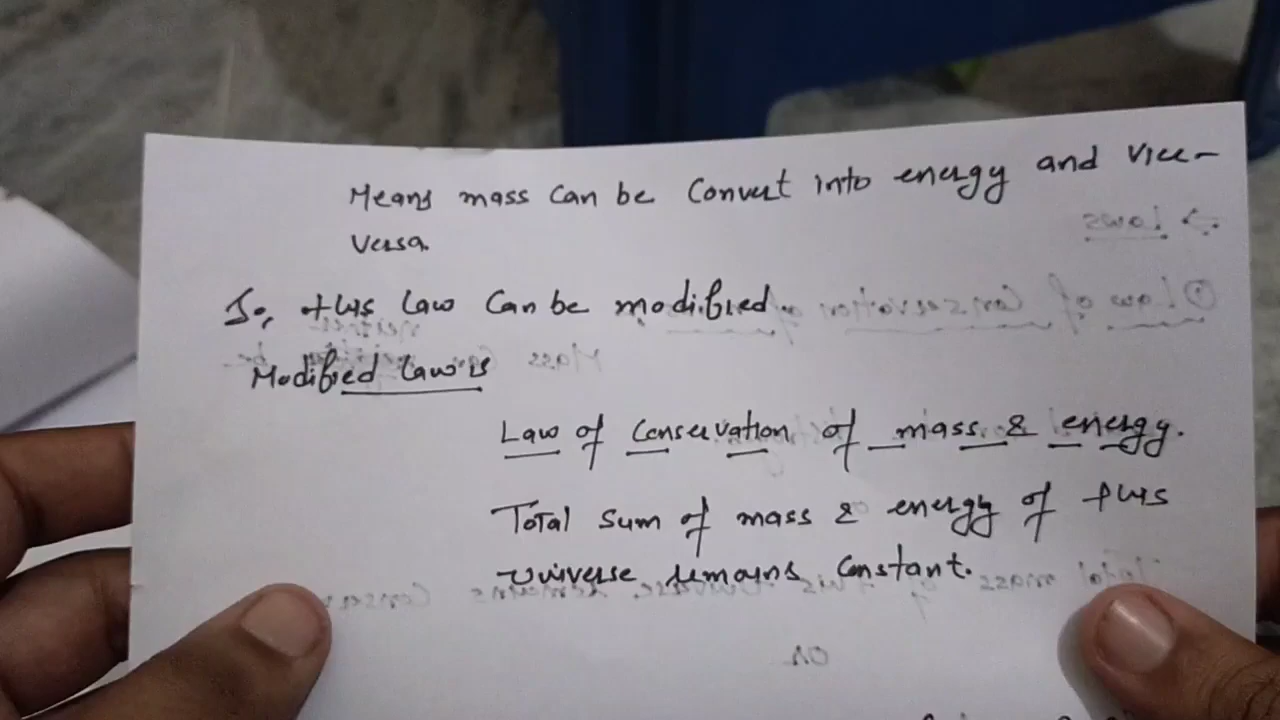 Means mass can be Convert into energy and vice-
versa.
So, this law can be modified.
Modified law is
Law of Conservation of mass & energy.
Total sum of mass & energy of this
universe remains constant.